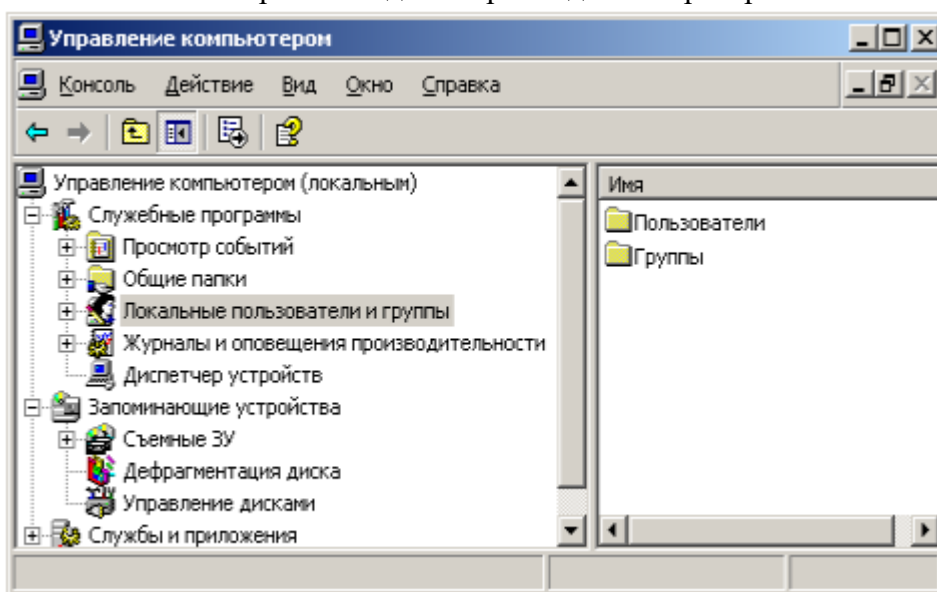 Управление компьютером
Консоль Действие Вид Окно Справка
Управление компьютером (локальным)
Служебные программы
Просмотр событий
Общие папки
Локальные пользователи и группы
Журналы и оповещения производительности
Диспетчер устройств
Запоминающие устройства
Съемные ЗУ
Дефрагментация диска
Управление дисками
Службы и приложения
Имя
Пользователи
Группы